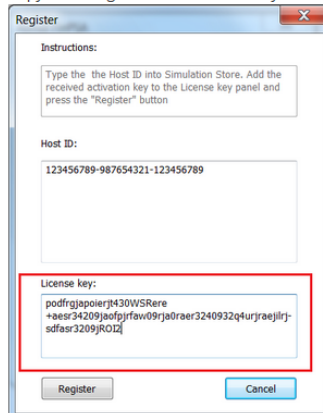 Register
Instructions:
Type the the Host ID into Simulation Store. Add the
received activation key to the License key panel and
press the "Register" button
Host ID:
123456789-987654321-123456789
License key:
podfrgjapoierjt430WSRere
+aesr34209jaofpjrfaw09rja0raer3240932q4urjraejilrj-
sdfasr3209jROI2
Register
Cancel